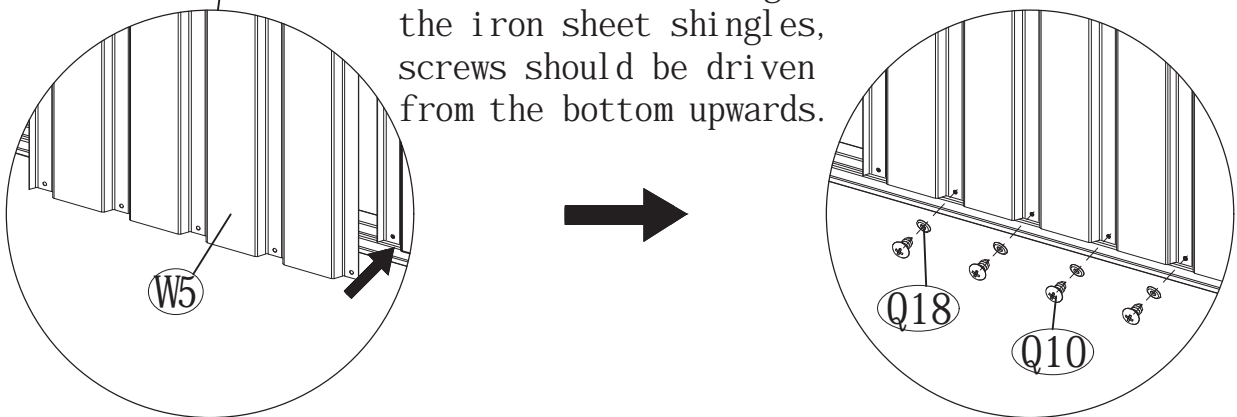 the iron sheet shingles,
screws should be driven
from the bottom upwards.
W5
Q18
Q10